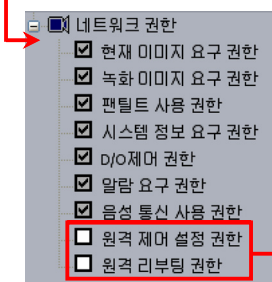 네트워크 권한
현재 이미지 요구 권한
녹화 이미지 요구 권한
팬틸트 사용 권한
시스템 정보 요구 권한
D/O제어 권한
알람 요구 권한
음성 통신 사용 권한
원격 제어 설정 권한
원격 리부팅 권한